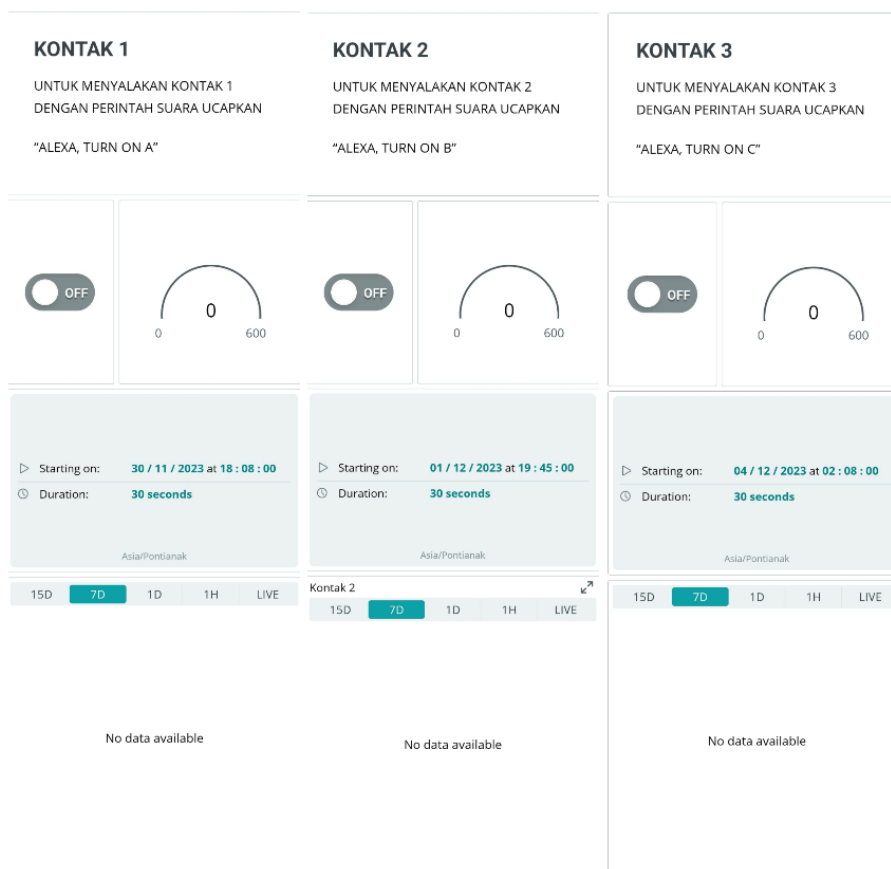 KONTAK 1
UNTUK MENYALAKAN KONTAK 1
DENGAN PERINTAH SUARA UCAPKAN
“ALEXA, TURN ON A”
OFF
0
0 600
Starting on: 30 / 11 / 2023 at 18 : 08 : 00
Duration: 30 seconds
Asia/Pontianak
15D 7D 1D 1H LIVE
No data available
KONTAK 2
UNTUK MENYALAKAN KONTAK 2
DENGAN PERINTAH SUARA UCAPKAN
“ALEXA, TURN ON B”
OFF
0
0 600
Starting on: 01 / 12 / 2023 at 19 : 45 : 00
Duration: 30 seconds
Asia/Pontianak
Kontak 2
15D 7D 1D 1H LIVE
No data available
KONTAK 3
UNTUK MENYALAKAN KONTAK 3
DENGAN PERINTAH SUARA UCAPKAN
“ALEXA, TURN ON C”
OFF
0
0 600
Starting on: 04 / 12 / 2023 at 02 : 08 : 00
Duration: 30 seconds
Asia/Pontianak
15D 7D 1D 1H LIVE
No data available